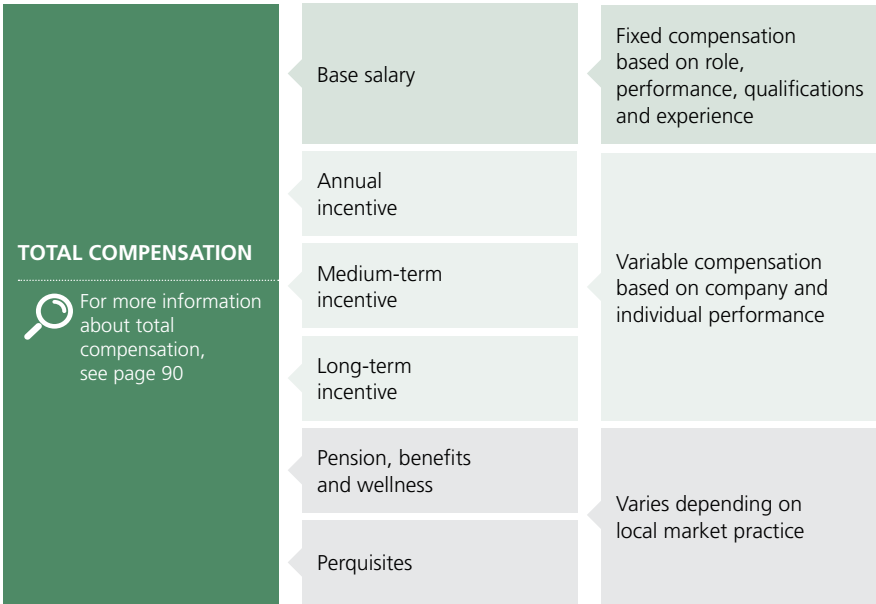 TOTAL COMPENSATION
For more information
about total
compensation,
see page 90
Base salary
Fixed compensation
based on role,
performance, qualifications
and experience
Annual
incentive
Medium-term
incentive
Long-term
incentive
Variable compensation
based on company and
individual performance
Pension, benefits
and wellness
Perquisites
Varies depending on
local market practice